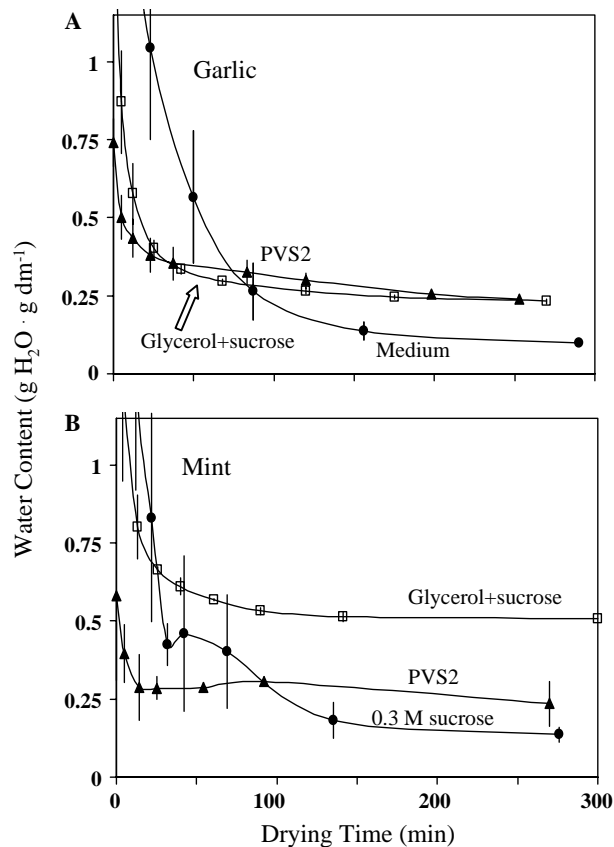 A
1
Garlic
0.75
0.5
PVS2
0.25
Glycerol+sucrose
Medium
0
B
1
Mint
0.75
Glycerol+sucrose
0.5
PVS2
0.25
0.3 M sucrose
0
0 100 200 300
Drying Time (min)
Water Content (g H₂O · g dm⁻¹)